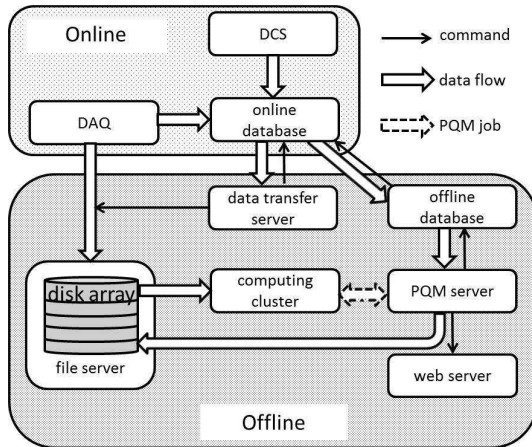 Online
DCS
command
data flow
DAQ
online
database
PQM job
data transfer
server
offline
database
disk array
computing
cluster
PQM server
file server
web server
Offline